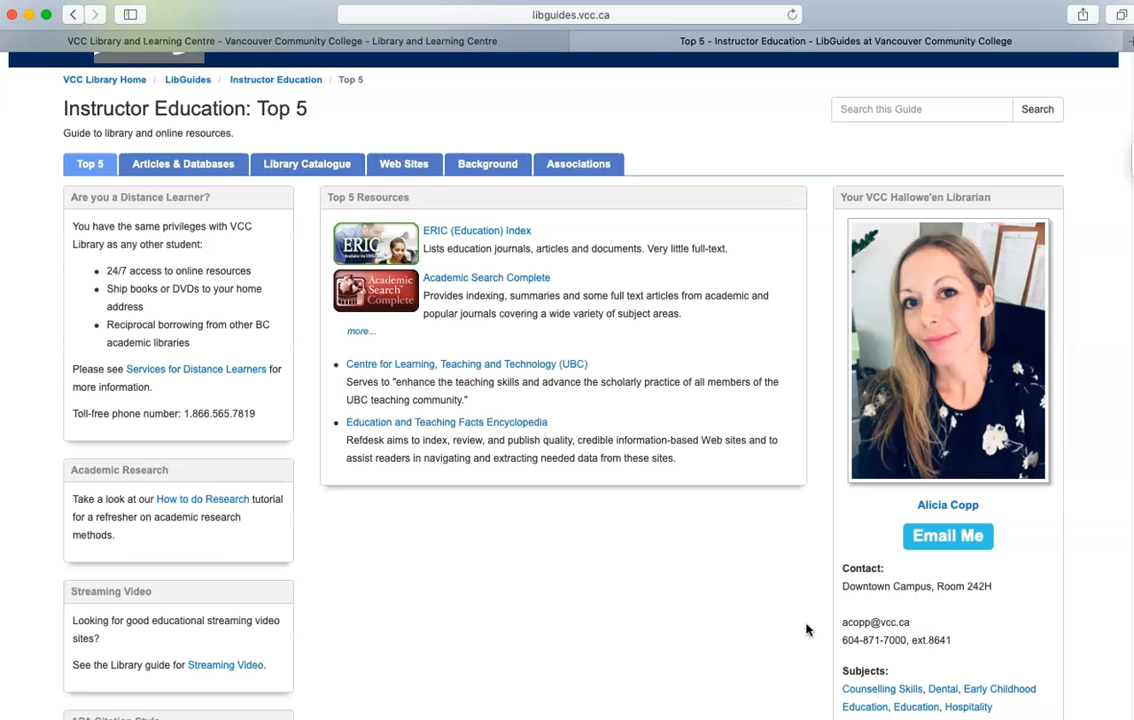 libguides.vcc.ca
VCC Library and Learning Centre - Vancouver Community College - Library and Learning Centre
Top 5 - Instructor Education - LibGuides at Vancouver Community College
VCC Library Home / LibGuides / Instructor Education / Top 5
Instructor Education: Top 5
Search this Guide
Search
Guide to library and online resources.
Top 5
Articles & Databases
Library Catalogue
Web Sites
Background
Associations
Are you a Distance Learner?
You have the same privileges with VCC
Library as any other student:
• 24/7 access to online resources
• Ship books or DVDs to your home
address
• Reciprocal borrowing from other BC
academic libraries
Please see Services for Distance Learners for
more information.
Toll-free phone number: 1.866.565.7819
Academic Research
Take a look at our How to do Research tutorial
for a refresher on academic research
methods.
Streaming Video
Looking for good educational streaming video
sites?
See the Library guide for Streaming Video.
Top 5 Resources
ERIC
ERIC (Education) Index
Lists education journals, articles and documents. Very little full-text.
Academic
Search
Complete
Academic Search Complete
Provides indexing, summaries and some full text articles from academic and
popular journals covering a wide variety of subject areas.
more...
• Centre for Learning, Teaching and Technology (UBC)
Serves to "enhance the teaching skills and advance the scholarly practice of all members of the
UBC teaching community."
• Education and Teaching Facts Encyclopedia
Refdesk aims to index, review, and publish quality, credible information-based Web sites and to
assist readers in navigating and extracting needed data from these sites.
Your VCC Hallowe'en Librarian
Alicia Copp
Email Me
Contact:
Downtown Campus, Room 242H
acopp@vcc.ca
604-871-7000, ext.8641
Subjects:
Counselling Skills, Dental, Early Childhood
Education, Education, Hospitality